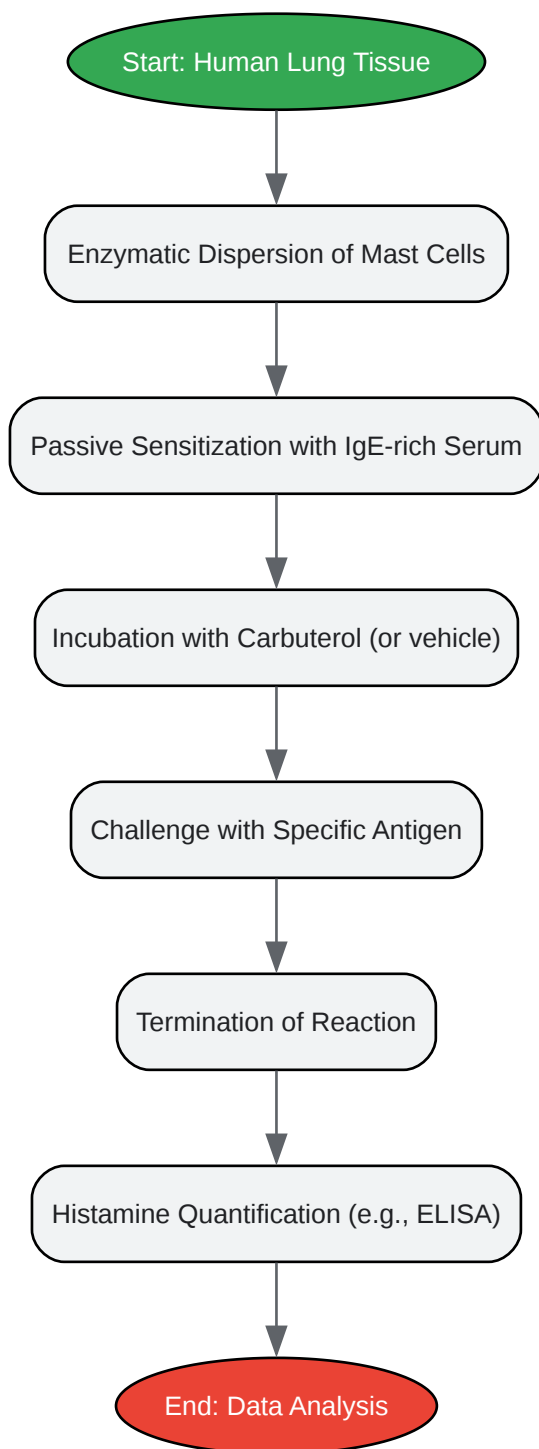 Start: Human Lung Tissue
Enzymatic Dispersion of Mast Cells
Passive Sensitization with IgE-rich Serum
Incubation with Carbuterol (or vehicle)
Challenge with Specific Antigen
Termination of Reaction
Histamine Quantification (e.g., ELISA)
End: Data Analysis